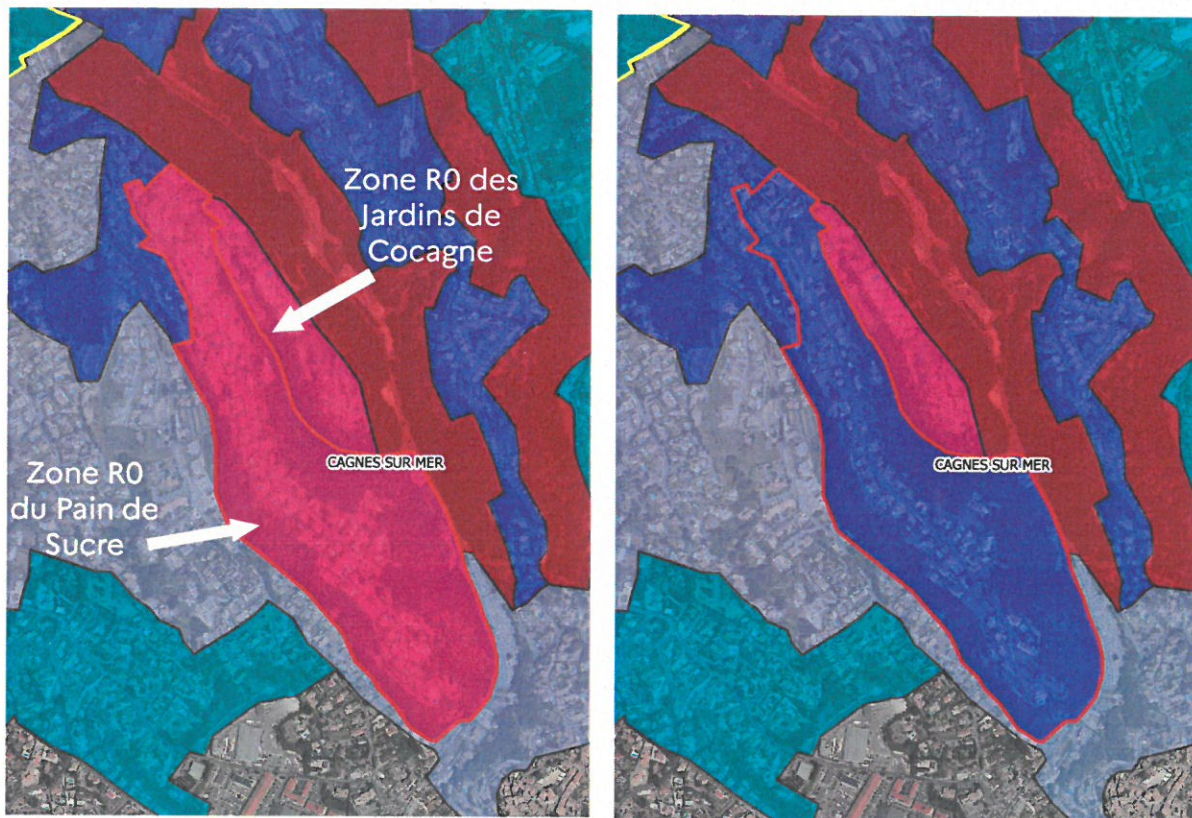 Zone R0 des
Jardins de
Cocagne
CAGNES SUR MER
Zone R0
du Pain de
Sucre
CAGNES SUR MER